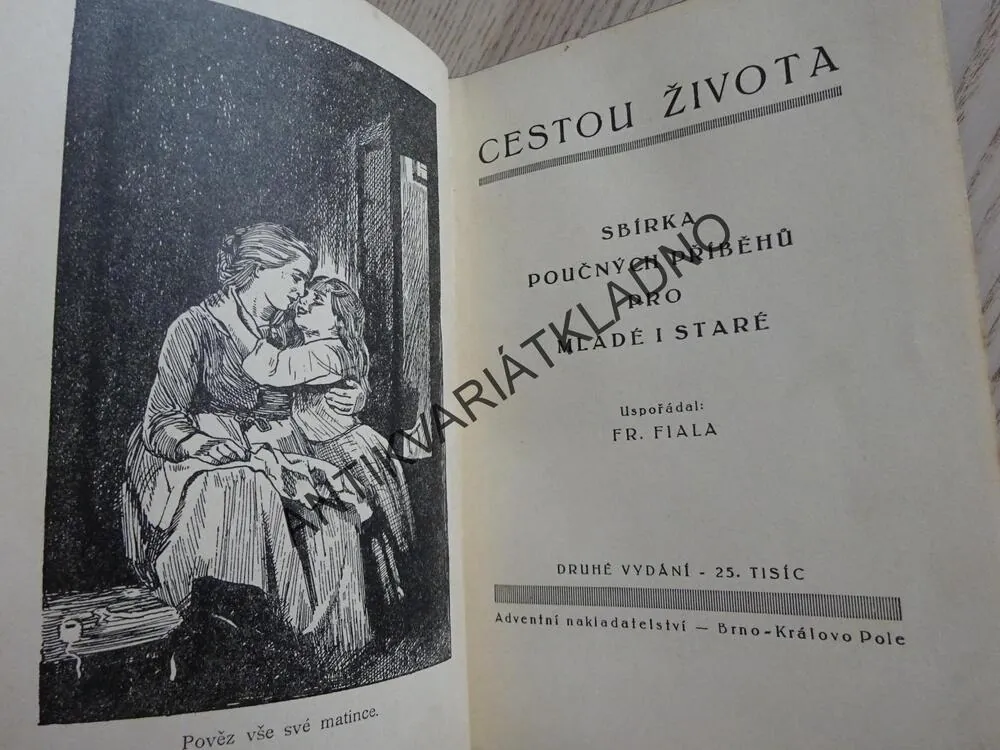 Pověz vše své matince.
CESTOU ŽIVOTA
SBÍRKA
POUČNÝCH PŘÍBĚHŮ
PRO
MLADÉ I STARÉ
Uspořádal:
FR. FIALA
DRUHÉ VYDÁNÍ - 25. TISÍC
Adventní nakladatelství — Brno-Královo Pole
ANTIKVARIÁTKLADNO